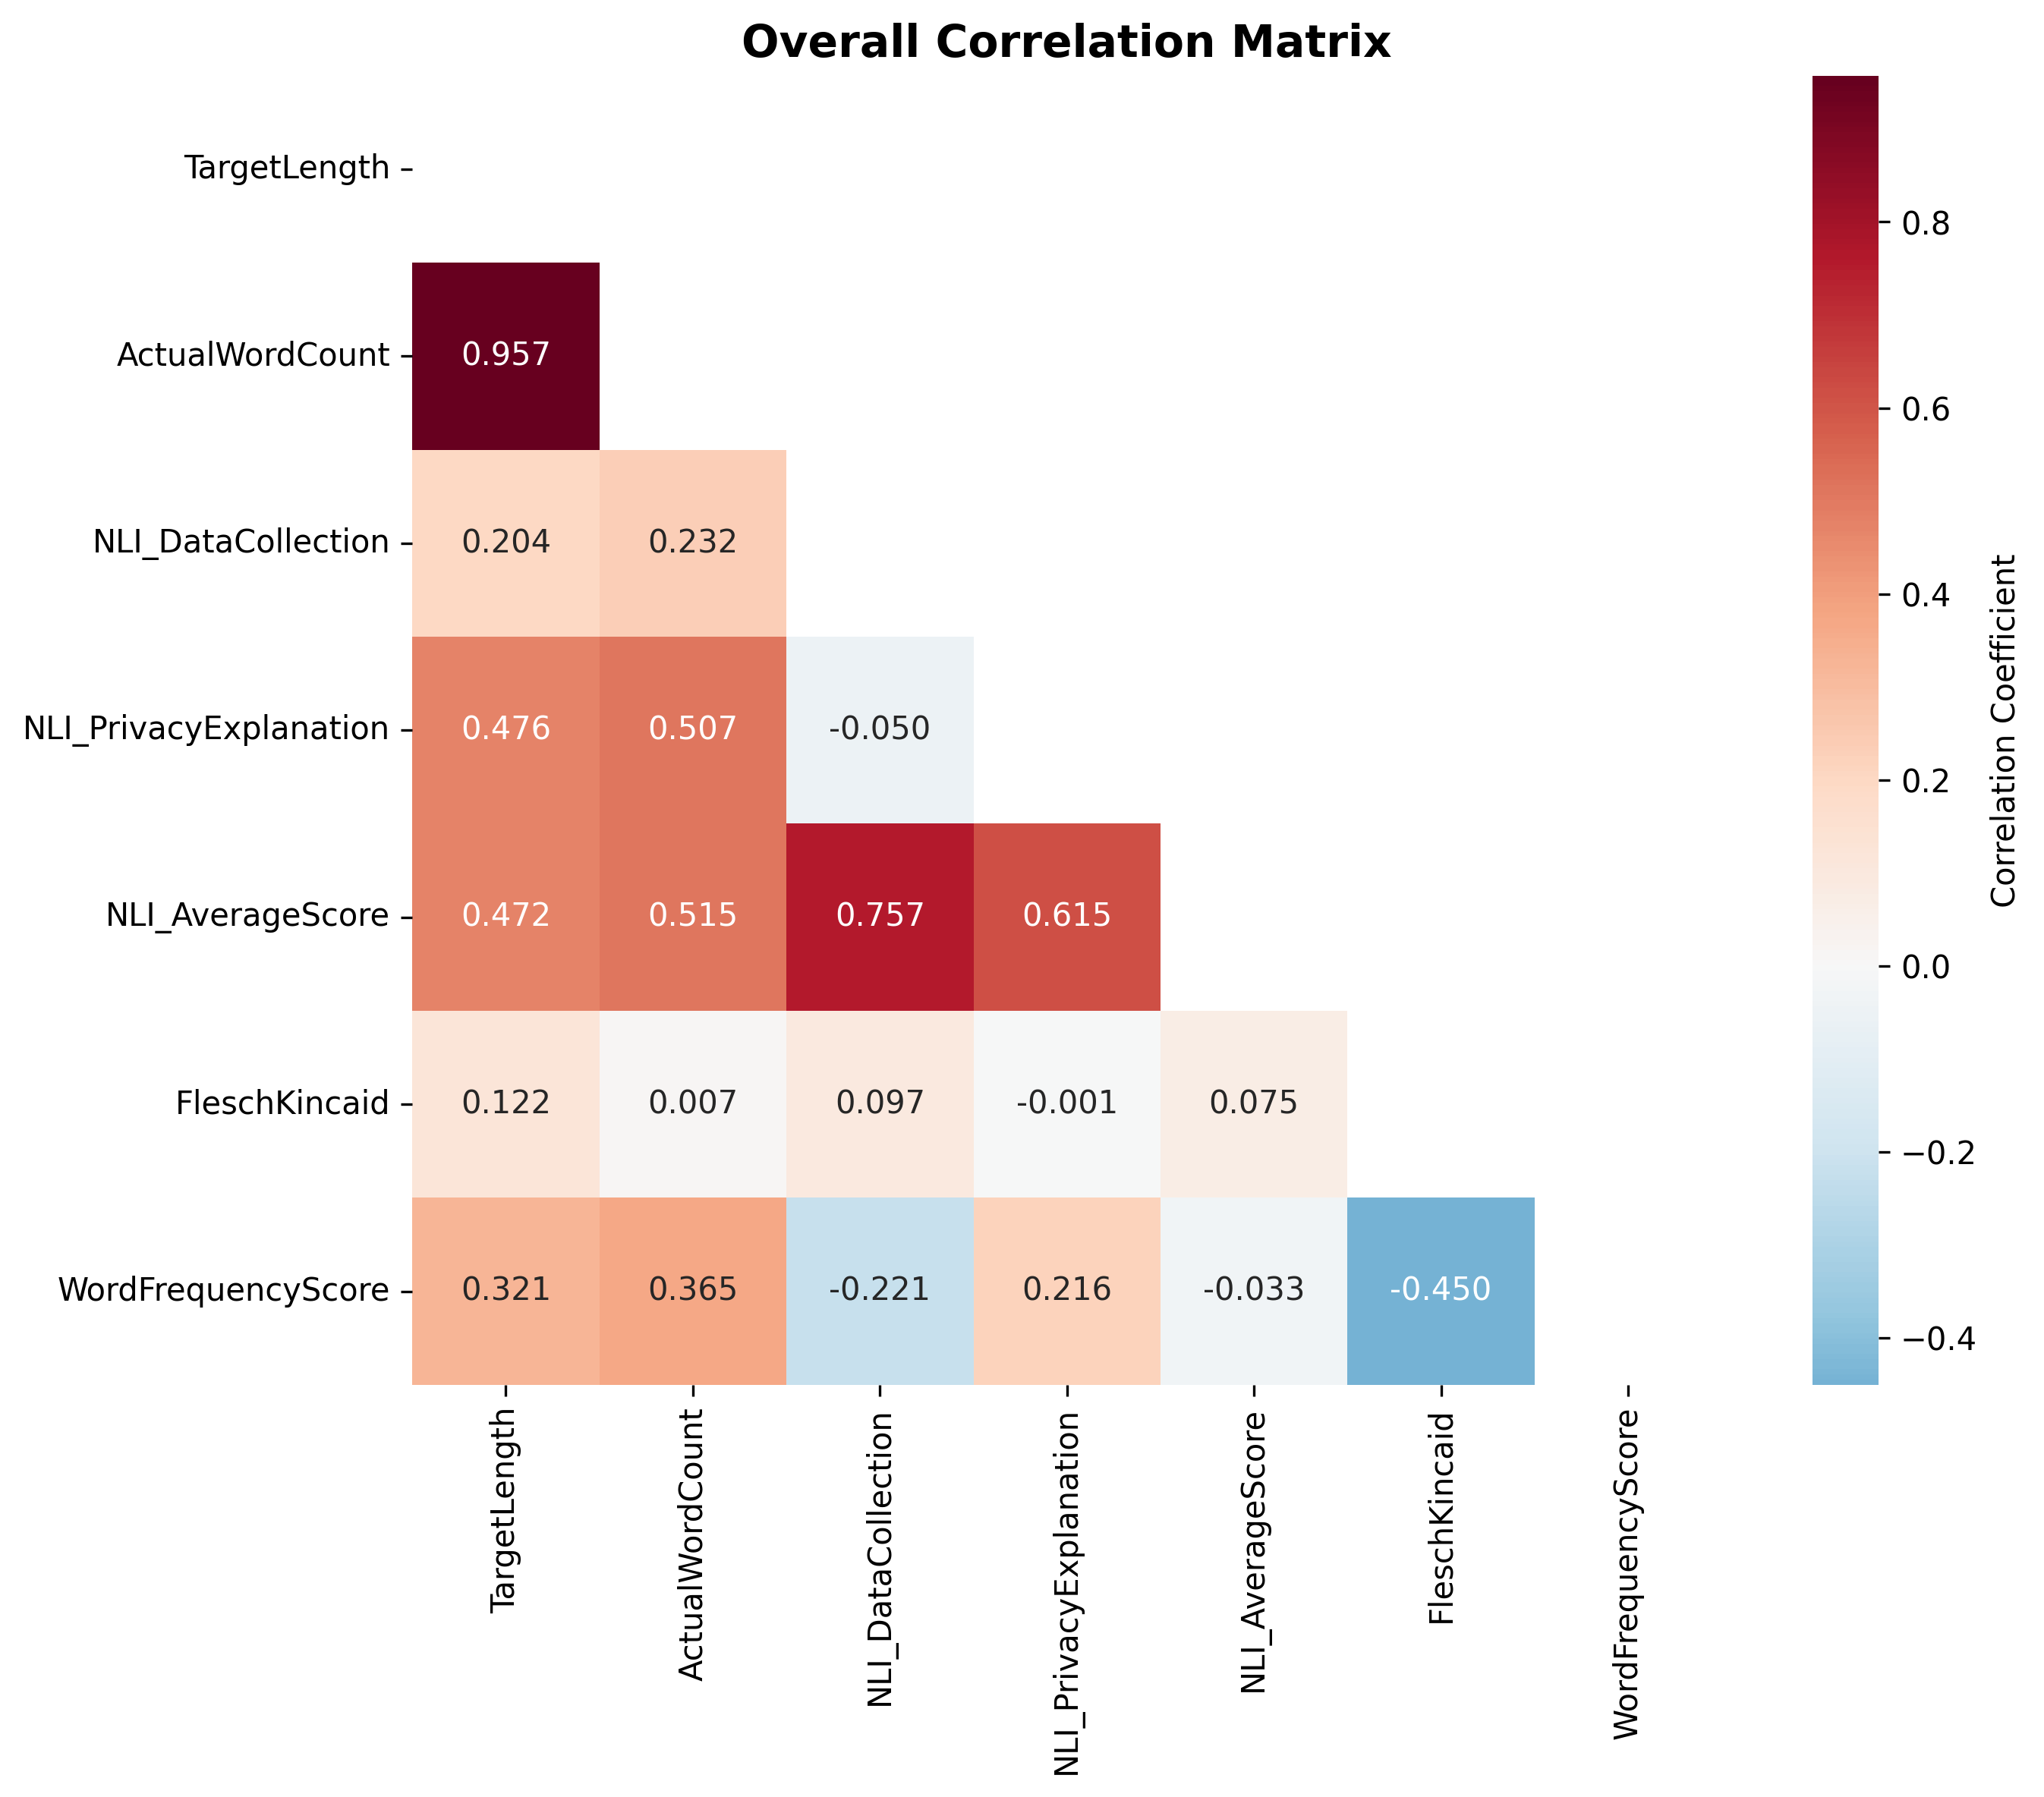 Overall Correlation Matrix
TargetLength
ActualWordCount 0.957
NLI_DataCollection 0.204 0.232
NLI_PrivacyExplanation 0.476 0.507 -0.050
NLI_AverageScore 0.472 0.515 0.757 0.615
FleschKincaid 0.122 0.007 0.097 -0.001 0.075
WordFrequencyScore 0.321 0.365 -0.221 0.216 -0.033 -0.450
TargetLength
ActualWordCount
NLI_DataCollection
NLI_PrivacyExplanation
NLI_AverageScore
FleschKincaid
WordFrequencyScore
0.8
0.6
0.4
0.2
0.0
−0.2
−0.4
Correlation Coefficient